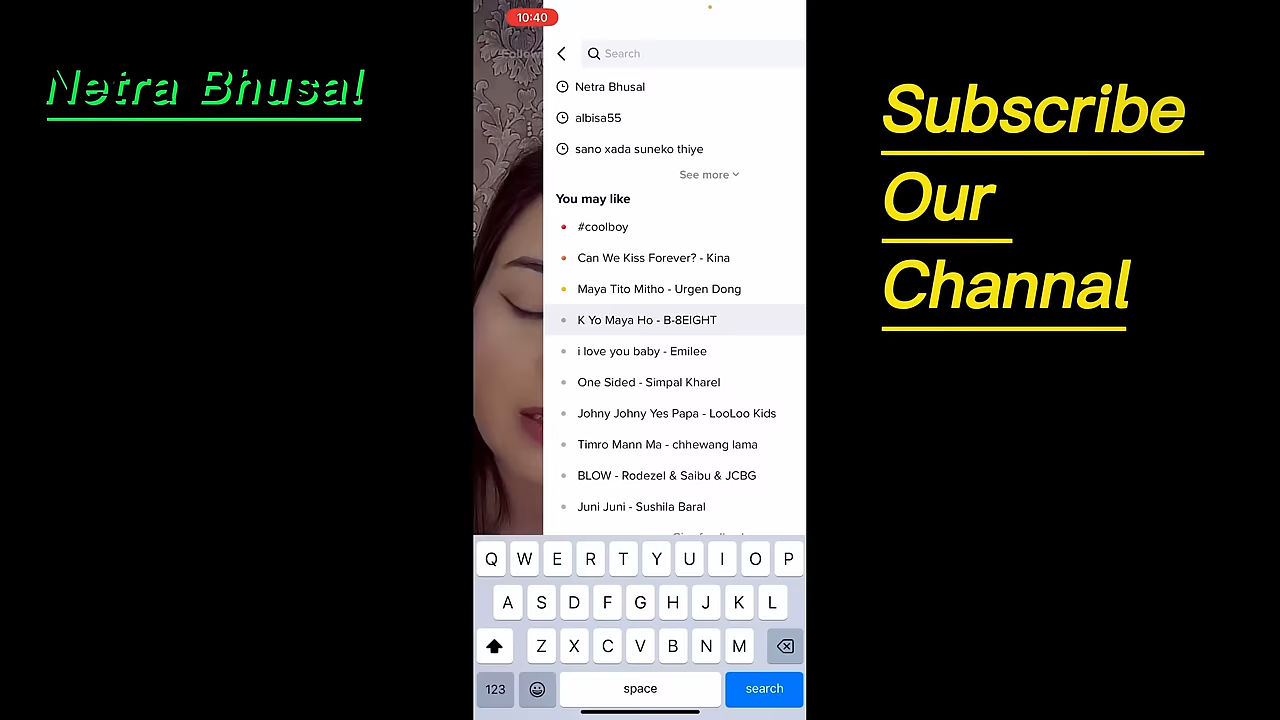 Netra Bhusal
10:40
Search
Netra Bhusal
albisa55
sano xada suneko thiye
See more
You may like
#coolboy
Can We Kiss Forever? - Kina
Maya Tito Mitho - Urgen Dong
K Yo Maya Ho - B-8EIGHT
i love you baby - Emilee
One Sided - Simpal Kharel
Johny Johny Yes Papa - LooLoo Kids
Timro Mann Ma - chhewang lama
BLOW - Rodezel & Saibu & JCBG
Juni Juni - Sushila Baral
Q W E R T Y U I O P
A S D F G H J K L
Z X C V B N M
123 space search
Subscribe
Our
Channal